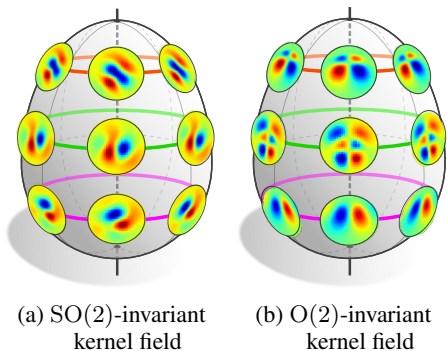 (a) SO(2)-invariant
kernel field
(b) O(2)-invariant
kernel field